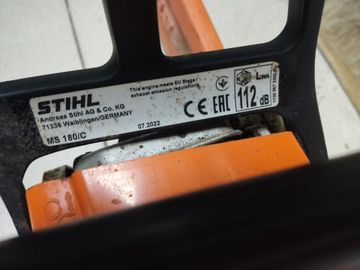 This engine meets EU Stage I
exhaust emission regulations.
STIHL
Andreas Stihl AG & Co. KG
71336 Waiblingen/GERMANY
MS 180/C
07.2022
CE EAC
LWA
112 dB